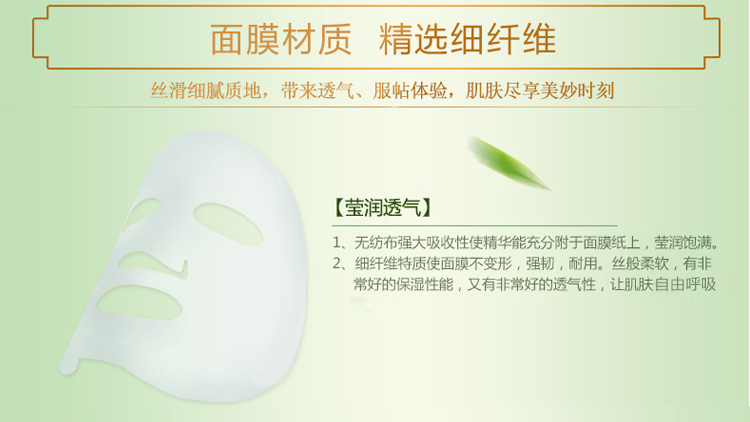 面膜材质 精选细纤维
丝滑细腻质地，带来透气、服帖体验，肌肤尽享美妙时刻
【莹润透气】
1、无纺布强大吸收性使精华能充分附于面膜纸上，莹润饱满。
2、细纤维特质使面膜不变形，强韧，耐用。丝般柔软，有非
常好的保湿性能，又有非常好的透气性，让肌肤自由呼吸